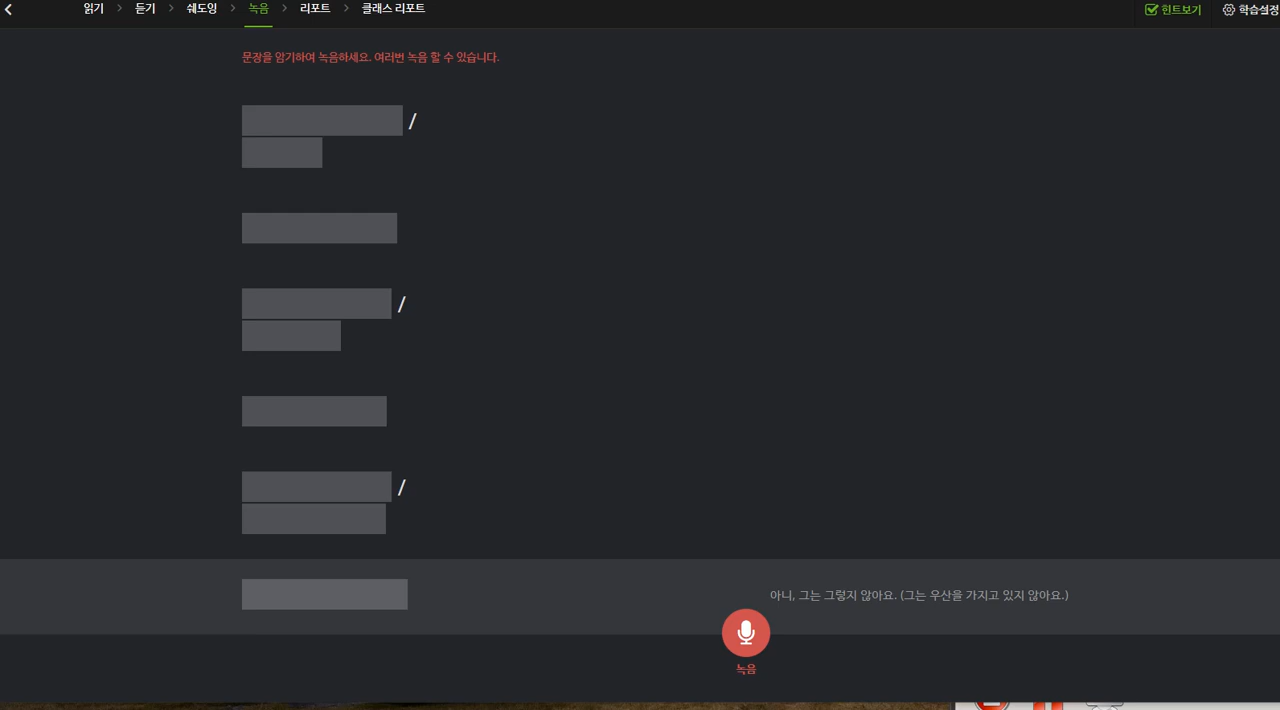 읽기 > 듣기 > 쉐도잉 > 녹음 > 리포트 > 클래스 리포트
힌트보기
학습설정
문장을 암기하여 녹음하세요. 여러번 녹음 할 수 있습니다.
/
/
/
아니, 그는 그렇지 않아요. (그는 우산을 가지고 있지 않아요.)
녹음